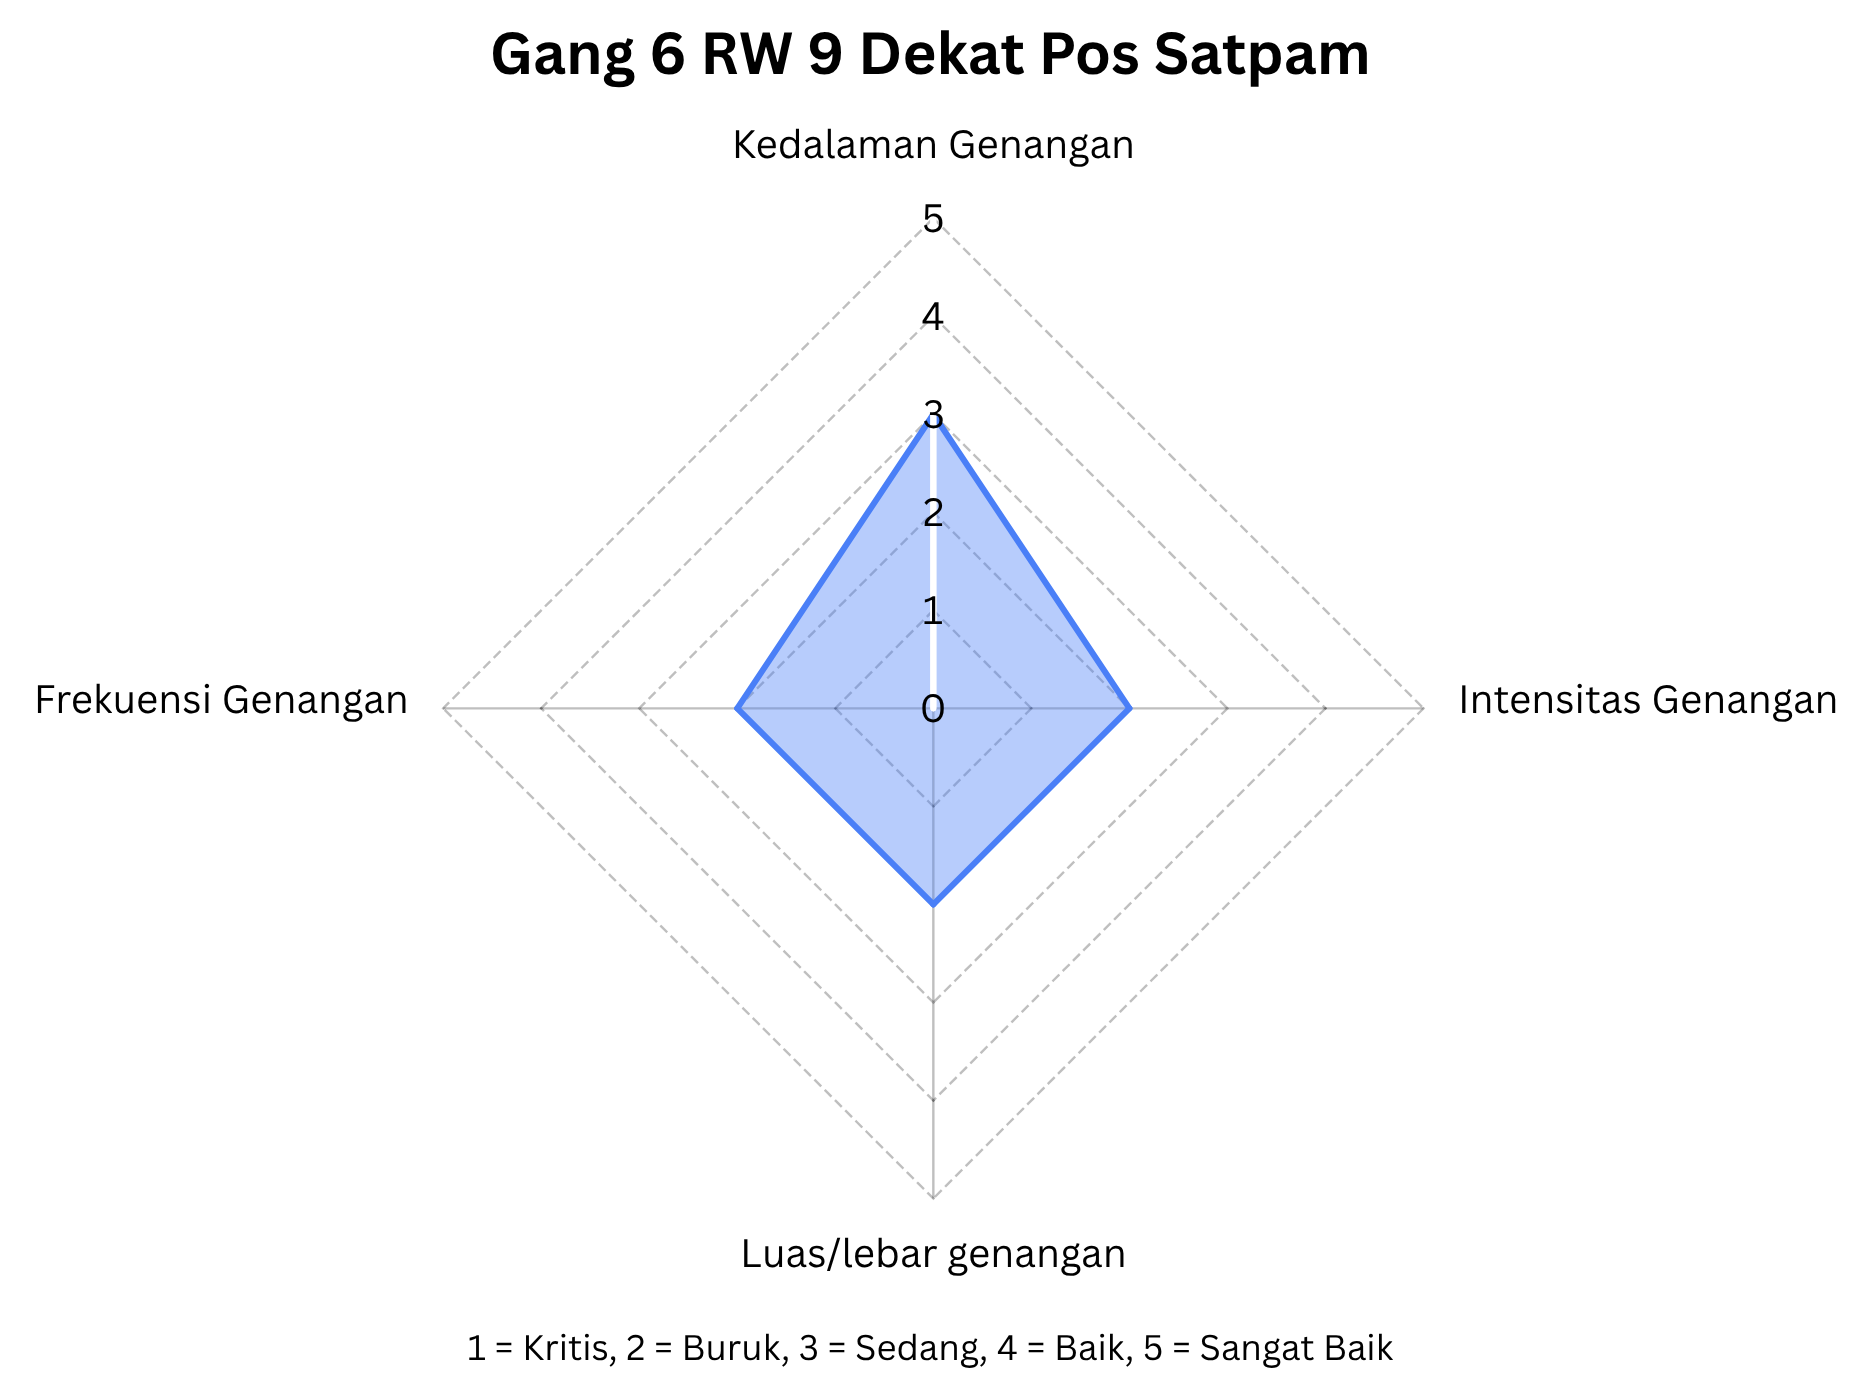 Gang 6 RW 9 Dekat Pos Satpam
Kedalaman Genangan
5
4
3
2
1
0
Frekuensi Genangan
Intensitas Genangan
Luas/lebar genangan
1 = Kritis, 2 = Buruk, 3 = Sedang, 4 = Baik, 5 = Sangat Baik